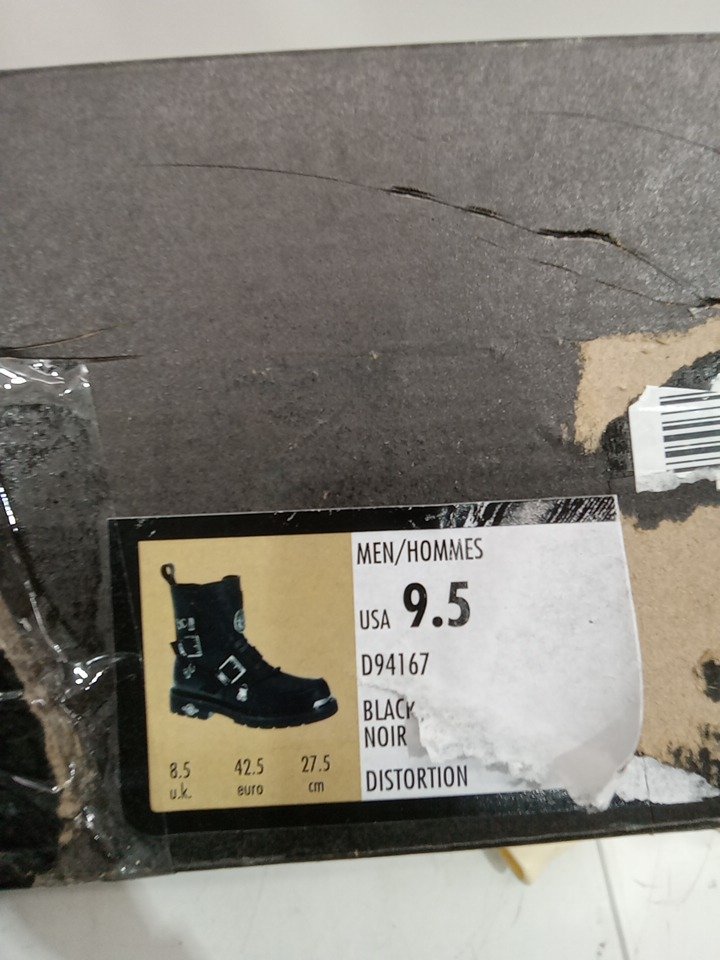 MEN/HOMMES
USA 9.5
D94167
BLACK
NOIR
DISTORTION
8.5 42.5 27.5
u.k. euro cm